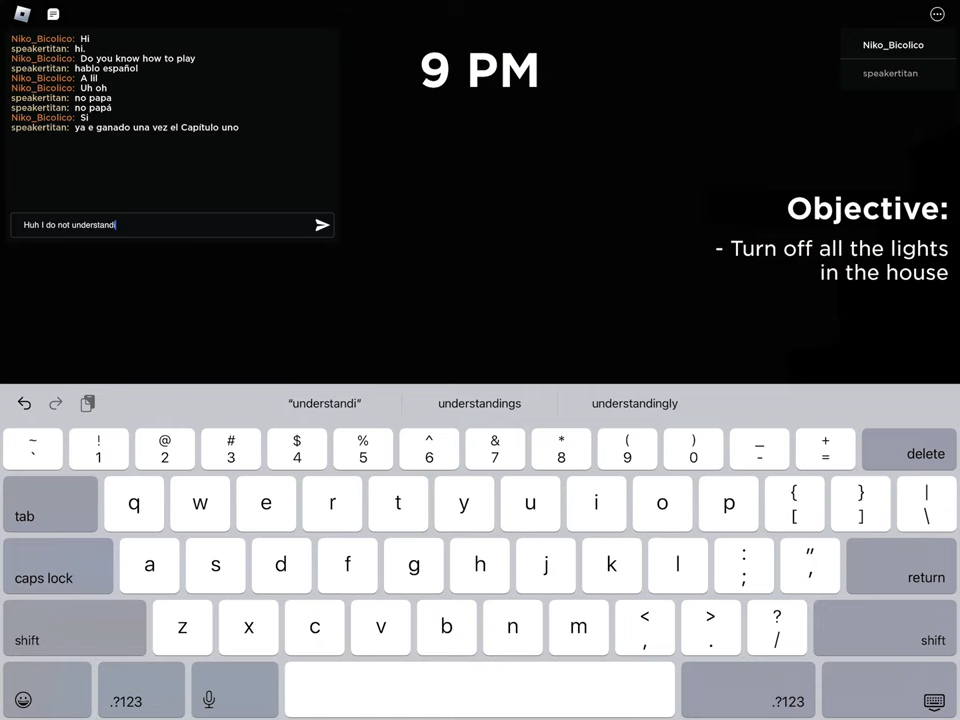 Niko_Bicolico: Hi
speakertitan: hi.
Niko_Bicolico: Do you know how to play
speakertitan: hablo español
Niko_Bicolico: A lil
Niko_Bicolico: Uh oh
speakertitan: no papa
speakertitan: no papá
Niko_Bicolico: Si
speakertitan: ya e ganado una vez el Capítulo uno
Huh I do not understandi
9 PM
Niko_Bicolico
speakertitan
Objective:
- Turn off all the lights
in the house
“understandi” understandings understandingly
~ ! @ # $ % ^ & * ( ) _ +
` 1 2 3 4 5 6 7 8 9 0 - = delete
tab q w e r t y u i o p { [ } ] | \
caps lock a s d f g h j k l : ; " ' return
shift z x c v b n m < , > . ? / shift
.?123 .?123